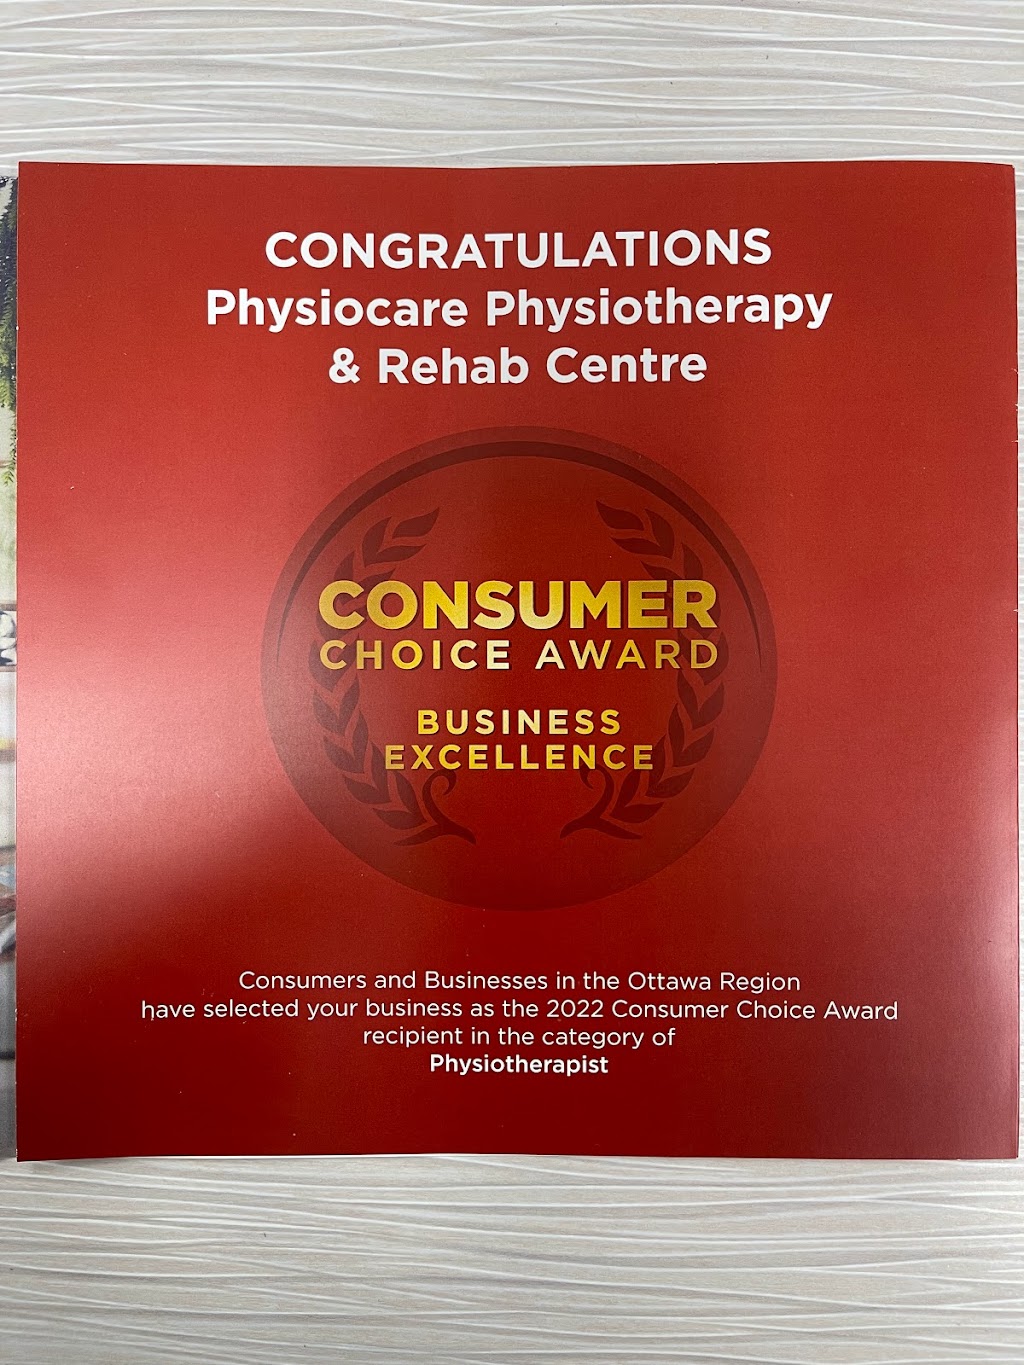 CONGRATULATIONS
Physiocare Physiotherapy
& Rehab Centre
CONSUMER
CHOICE AWARD
BUSINESS
EXCELLENCE
Consumers and Businesses in the Ottawa Region
have selected your business as the 2022 Consumer Choice Award
recipient in the category of
Physiotherapist